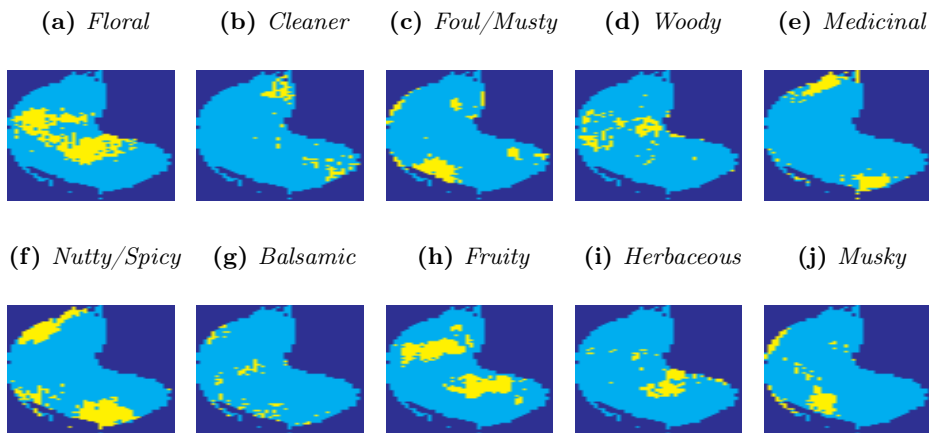 (a) Floral (b) Cleaner (c) Foul/Musty (d) Woody (e) Medicinal
(f) Nutty/Spicy (g) Balsamic (h) Fruity (i) Herbaceous (j) Musky